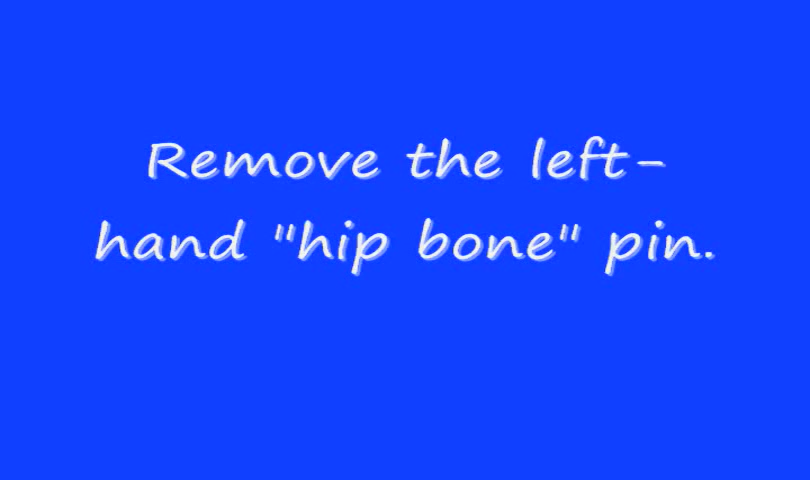 Remove the left-
hand "hip bone" pin.